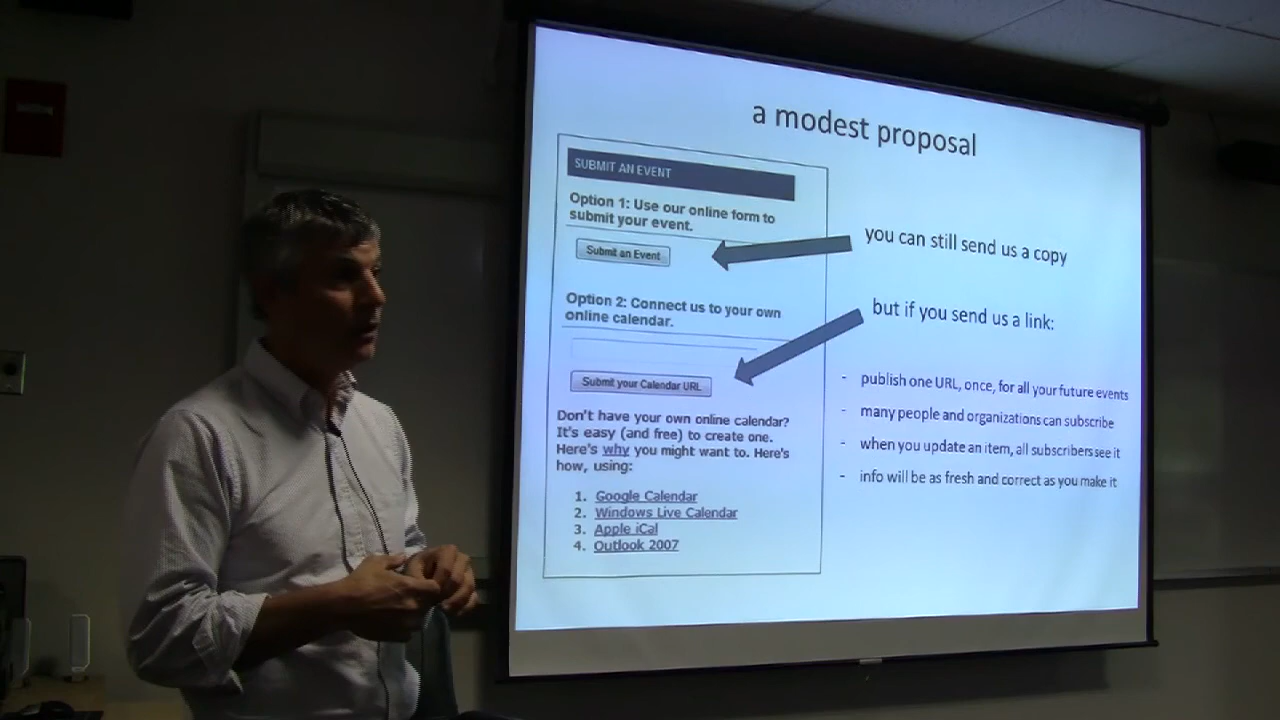 a modest proposal
SUBMIT AN EVENT
Option 1: Use our online form to
submit your event.
Submit an Event
you can still send us a copy
Option 2: Connect us to your own
online calendar.
but if you send us a link:
Submit your Calendar URL
- publish one URL, once, for all your future events
- many people and organizations can subscribe
- when you update an item, all subscribers see it
- info will be as fresh and correct as you make it
Don't have your own online calendar?
It's easy (and free) to create one.
Here's why you might want to. Here's
how, using:
1. Google Calendar
2. Windows Live Calendar
3. Apple iCal
4. Outlook 2007